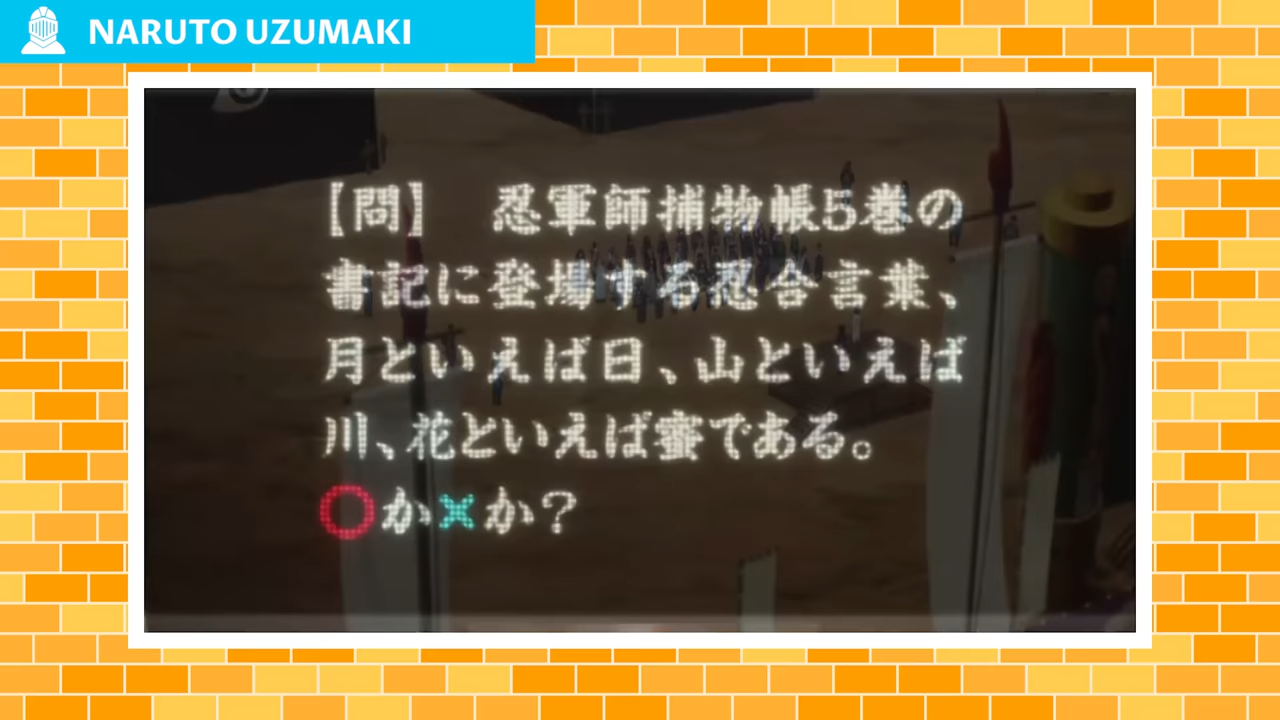 NARUTO UZUMAKI
【問】 忍軍師捕物帳5巻の
書記に登場する忍合言葉、
月といえば日、山といえば
川、花といえば蜜である。
○か×か?